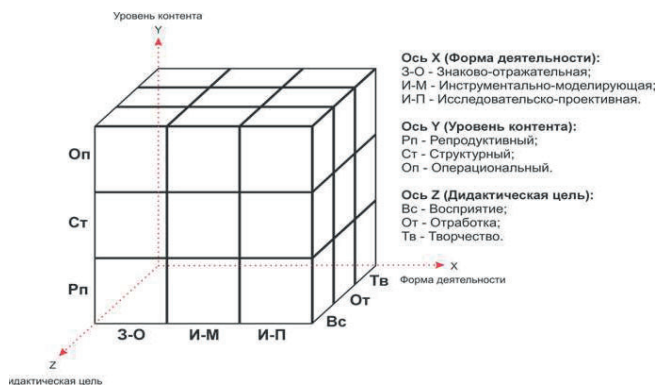 Уровень контента
Y
Оп
Ст
Рп
З-О
И-М
И-П
Вс
От
Тв
X
Форма деятельности
Z
идактическая цель
Ось X (Форма деятельности):
З-О - Знаково-отражательная;
И-М - Инструментально-моделирующая;
И-П - Исследовательско-проективная.
Ось Y (Уровень контента):
Рп - Репродуктивный;
Ст - Структурный;
Оп - Операциональный.
Ось Z (Дидактическая цель):
Вс - Восприятие;
От - Отработка;
Тв - Творчество.